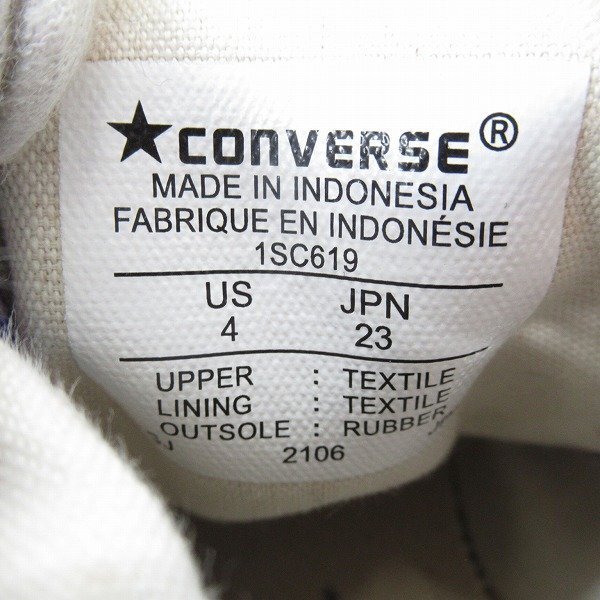 ★CONVERSE®
MADE IN INDONESIA
FABRIQUE EN INDONÉSIE
1SC619
US JPN
4 23
UPPER : TEXTILE
LINING : TEXTILE
OUTSOLE : RUBBER
2106